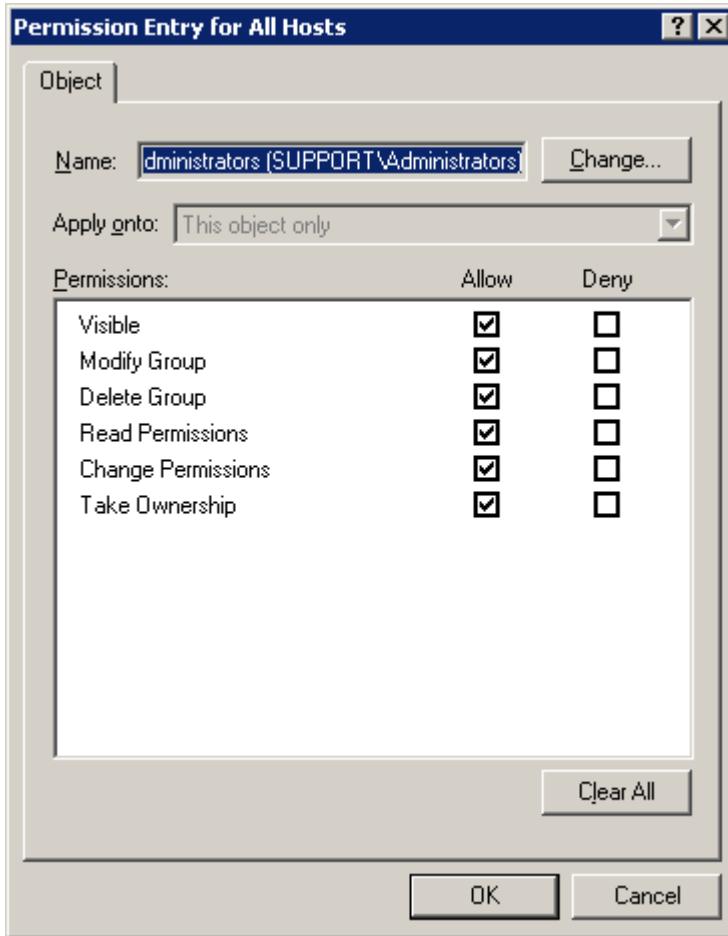 Permission Entry for All Hosts
Object
Name: dministrators (SUPPORT\Administrators) Change...
Apply onto: This object only
Permissions: Allow Deny
Visible
Modify Group
Delete Group
Read Permissions
Change Permissions
Take Ownership
Clear All
OK Cancel